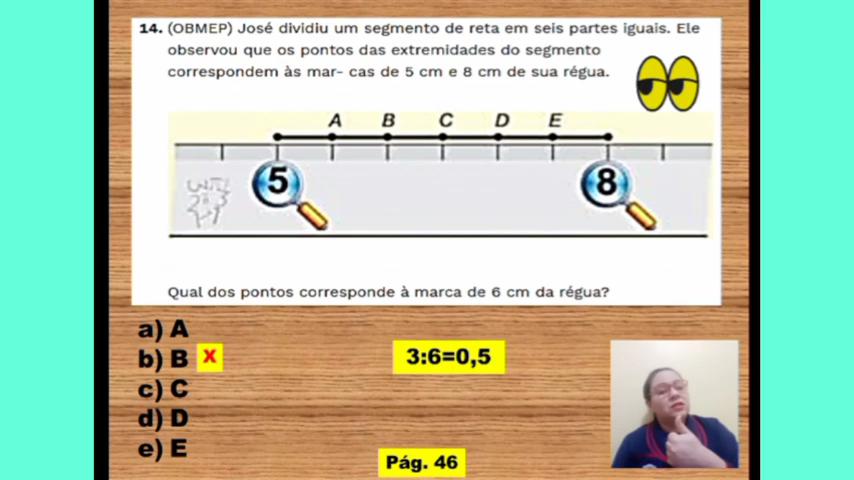 14. (OBMEP) José dividiu um segmento de reta em seis partes iguais. Ele
observou que os pontos das extremidades do segmento
correspondem às mar- cas de 5 cm e 8 cm de sua régua.
A B C D E
5 8
Qual dos pontos corresponde à marca de 6 cm da régua?
a) A
b) B x
c) C
d) D
e) E
3:6=0,5
Pág. 46